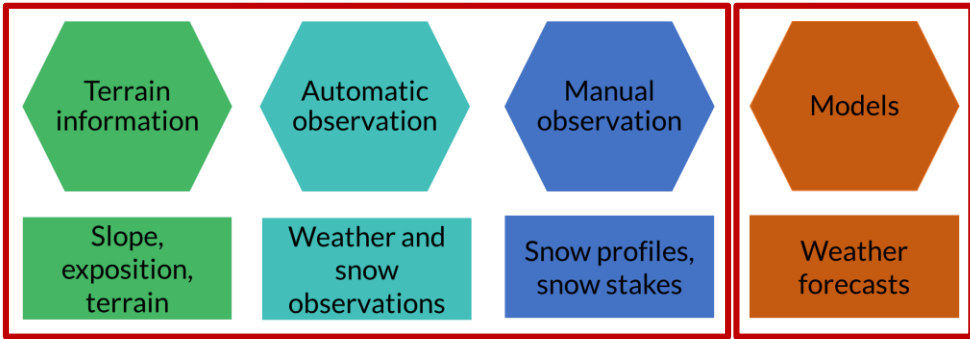 Terrain
information
Automatic
observation
Manual
observation
Models
Slope,
exposition,
terrain
Weather and
snow
observations
Snow profiles,
snow stakes
Weather
forecasts